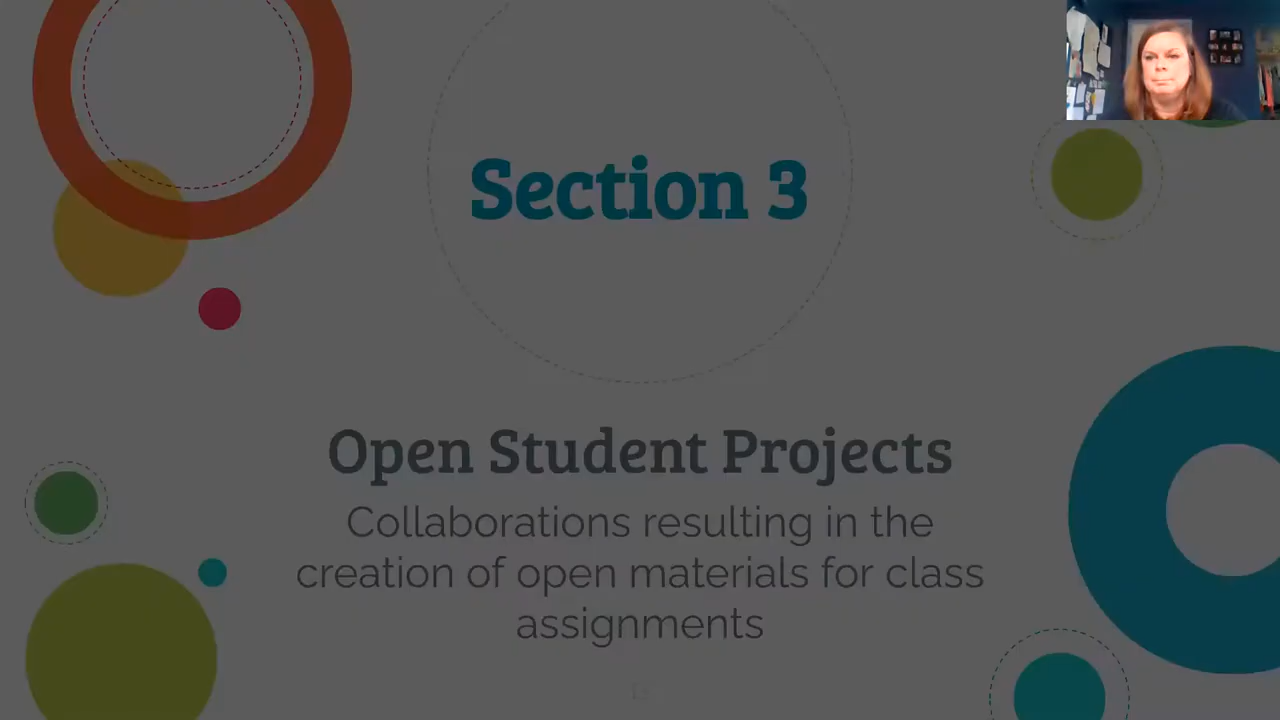 Section 3
Open Student Projects
Collaborations resulting in the
creation of open materials for class
assignments